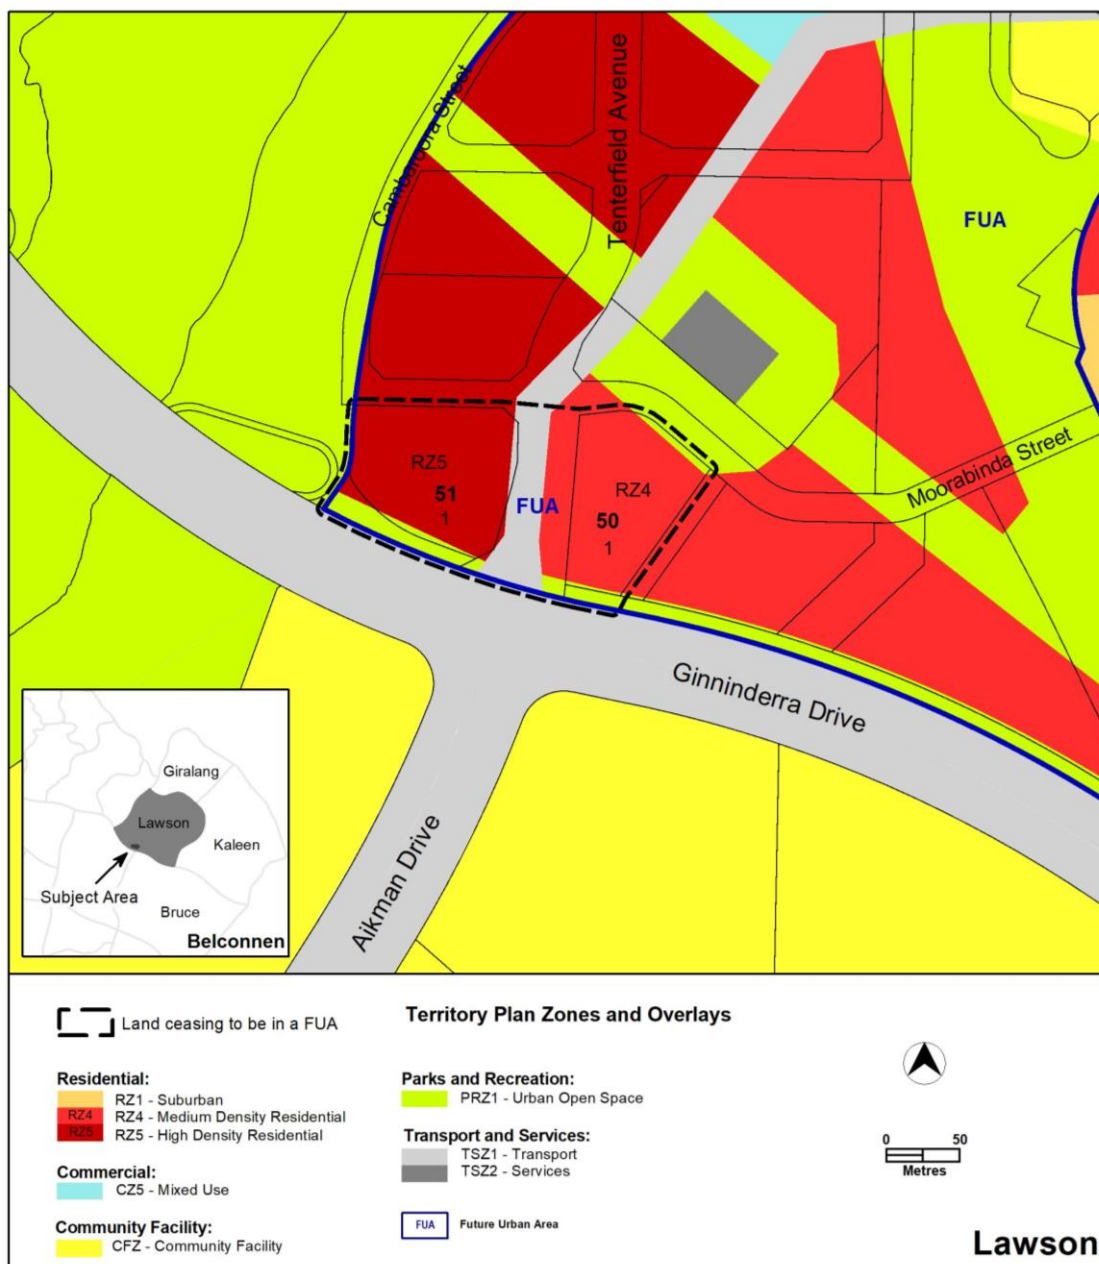 Cambaroora Street
Tenterfield Avenue
FUA
RZ5
51
1
FUA
RZ4
50
1
Moorabinda Street
Ginninderra Drive
Aikman Drive
Giralang
Lawson
Kaleen
Subject Area
Bruce
Belconnen
Land ceasing to be in a FUA
Territory Plan Zones and Overlays
Residential:
RZ1 - Suburban
RZ4 RZ4 - Medium Density Residential
RZ5 RZ5 - High Density Residential
Commercial:
CZ5 - Mixed Use
Community Facility:
CFZ - Community Facility
Parks and Recreation:
PRZ1 - Urban Open Space
Transport and Services:
TSZ1 - Transport
TSZ2 - Services
FUA Future Urban Area
0 50
Metres
Lawson